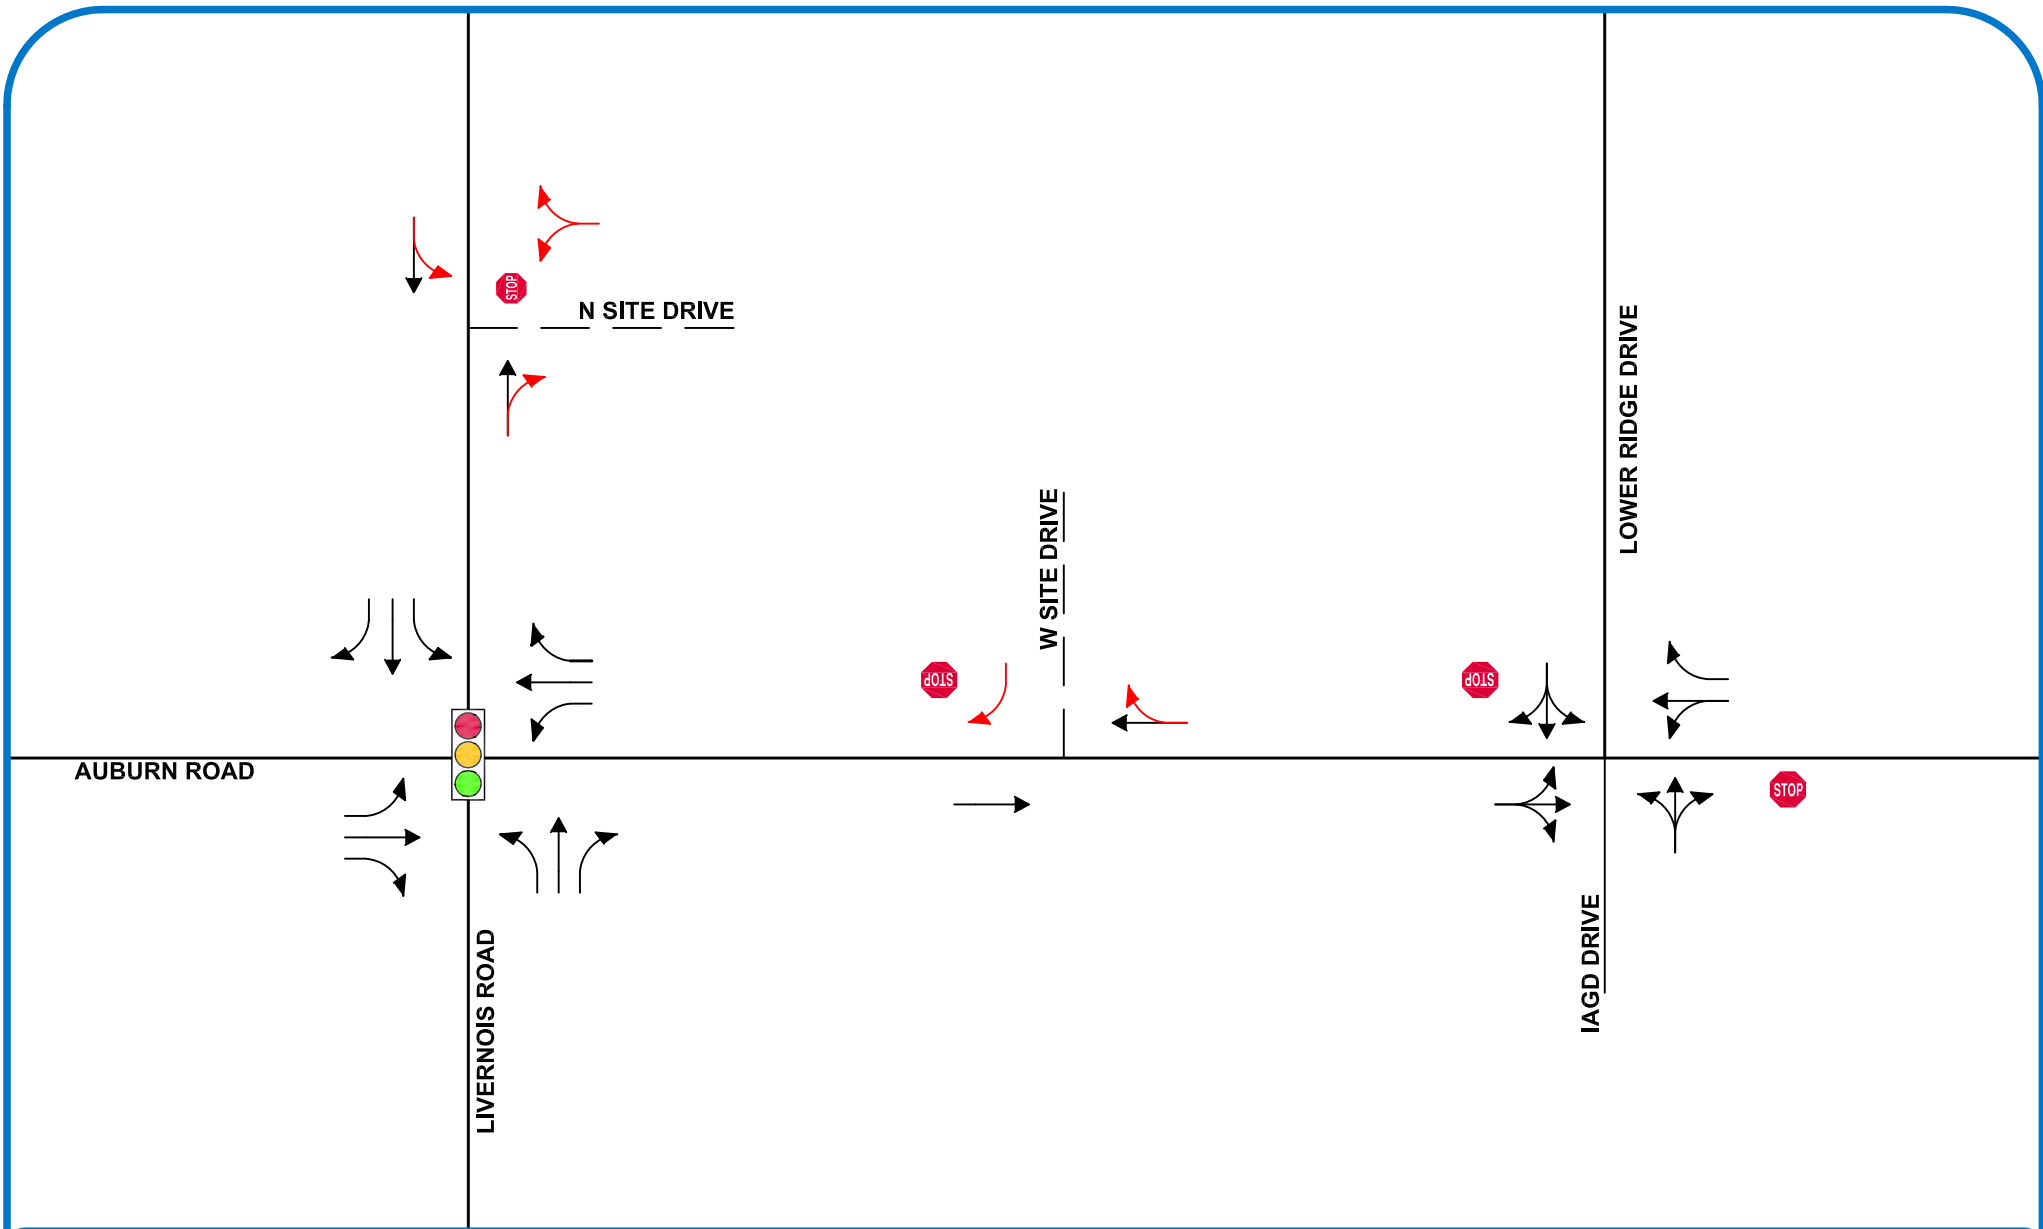 STOP
N SITE DRIVE
LOWER RIDGE DRIVE
W SITE DRIVE
STOP
STOP
AUBURN ROAD
STOP
IAGD DRIVE
LIVERNOIS ROAD